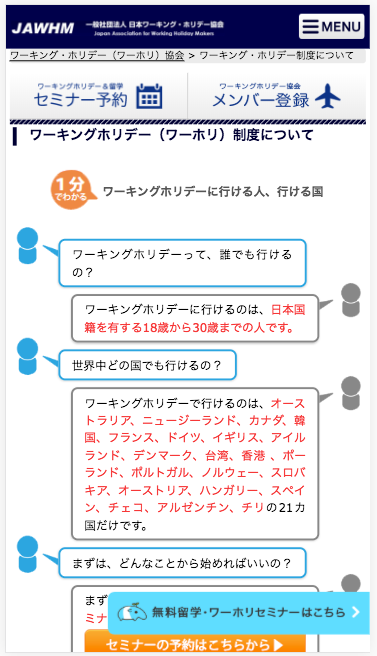 JAWHM 一般社団法人 日本ワーキング・ホリデー協会
Japan Association for Working Holiday Makers
MENU
ワーキング・ホリデー（ワーホリ）協会 > ワーキング・ホリデー制度について
ワーキングホリデー＆留学
セミナー予約
ワーキングホリデー協会
メンバー登録
ワーキングホリデー（ワーホリ）制度について
1分
でわかる
ワーキングホリデーに行ける人、行ける国
ワーキングホリデーって、誰でも行ける
の？
ワーキングホリデーに行けるのは、日本国
籍を有する18歳から30歳までの人です。
世界中どの国でも行けるの？
ワーキングホリデーで行けるのは、オース
トラリア、ニュージーランド、カナダ、韓
国、フランス、ドイツ、イギリス、アイル
ランド、デンマーク、台湾、香港 、ポー
ランド、ポルトガル、ノルウェー、スロバ
キア、オーストリア、ハンガリー、スペイ
ン、チェコ、アルゼンチン、チリの21カ
国だけです。
まずは、どんなことから始めればいいの？
まず
ミナ
無料留学・ワーホリセミナーはこちら
セミナーの予約はこちらから